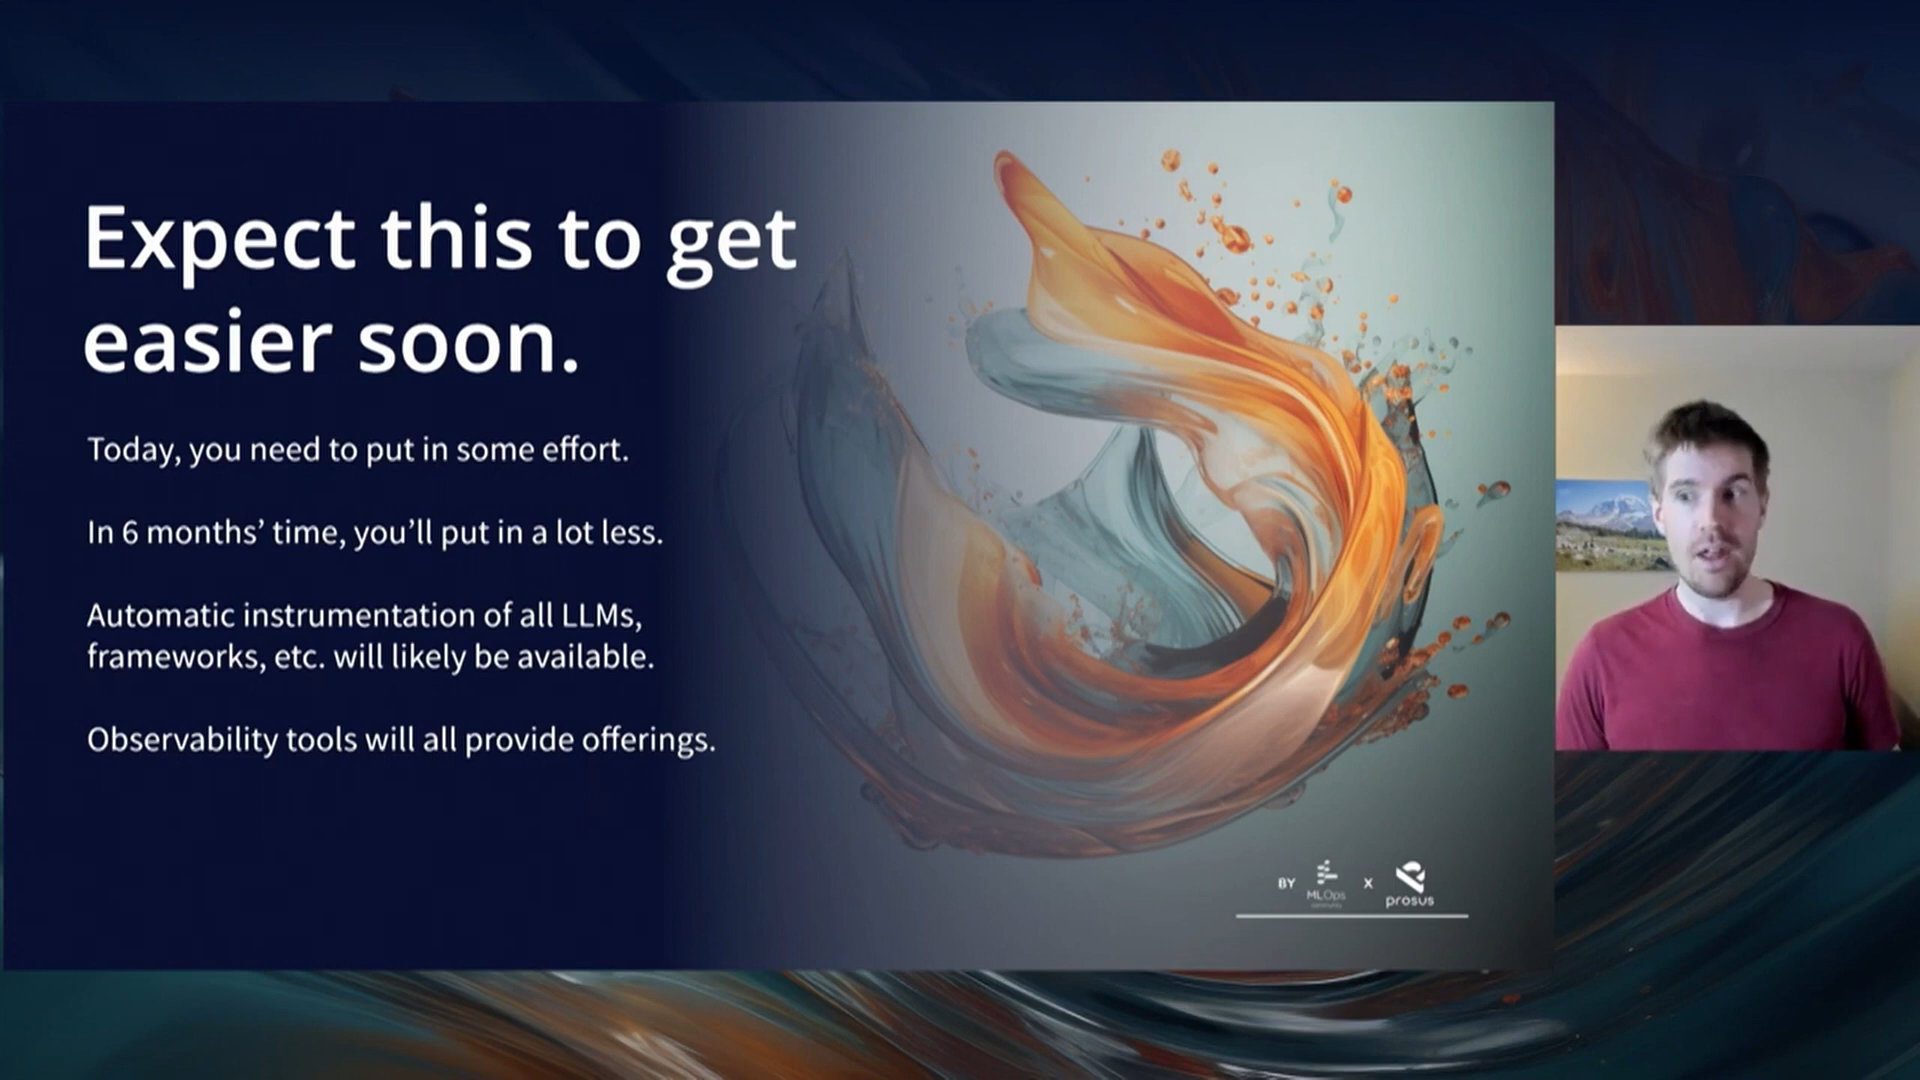 Expect this to get
easier soon.
Today, you need to put in some effort.
In 6 months’ time, you’ll put in a lot less.
Automatic instrumentation of all LLMs,
frameworks, etc. will likely be available.
Observability tools will all provide offerings.
BY MLOps community X prosus